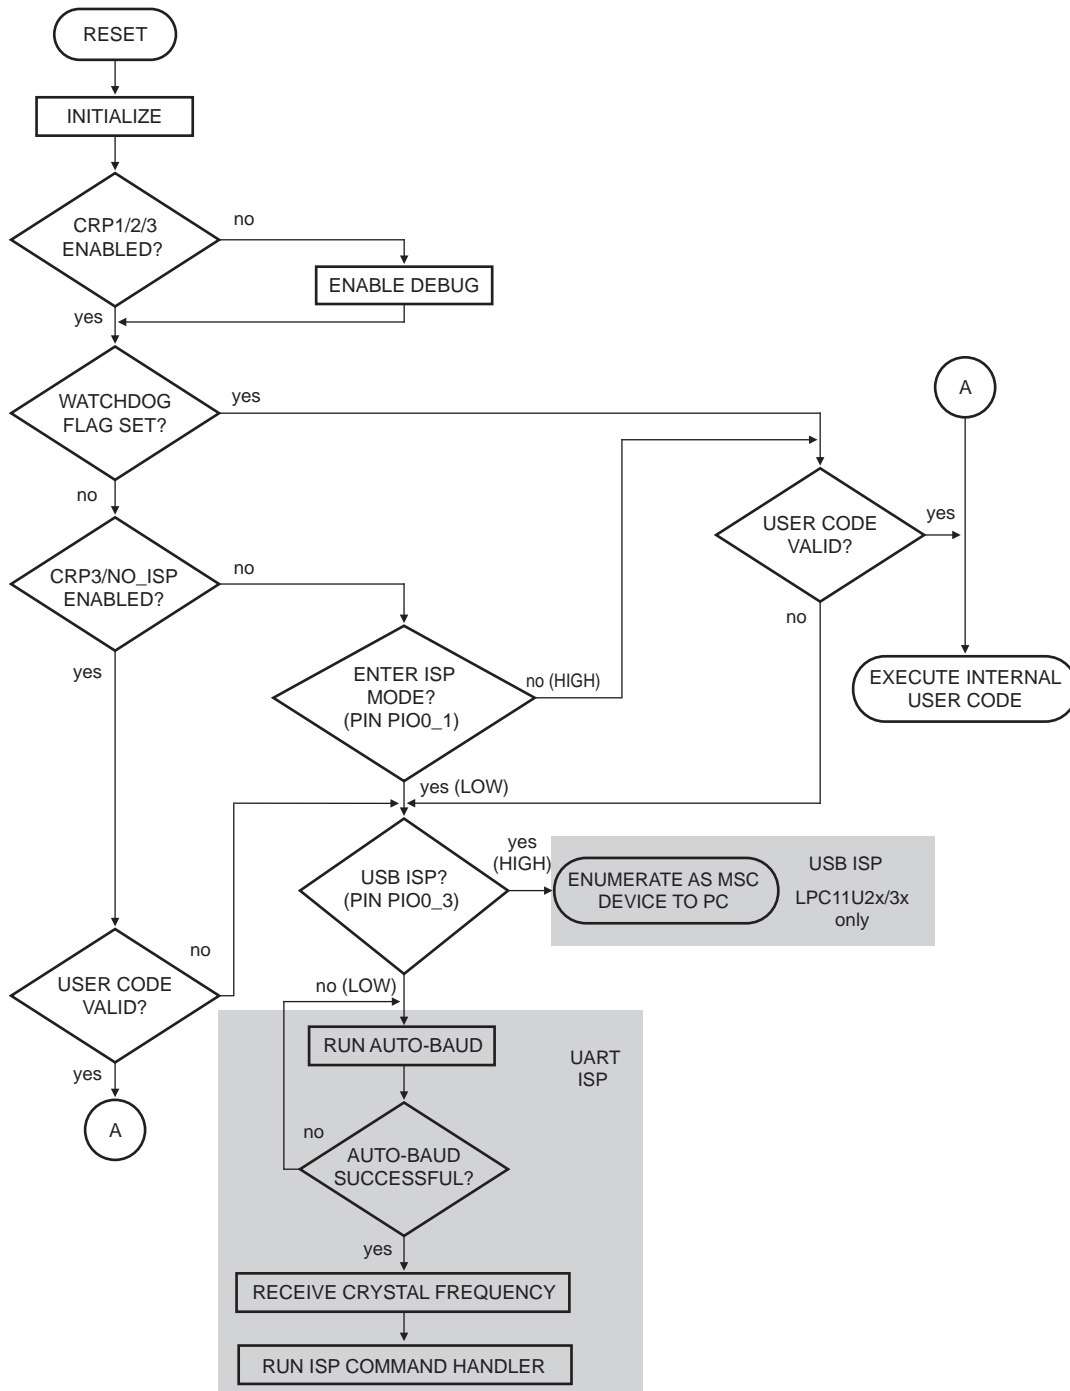 RESET
INITIALIZE
CRP1/2/3
ENABLED?
no
ENABLE DEBUG
yes
WATCHDOG
FLAG SET?
yes
A
no
USER CODE
VALID?
yes
no
CRP3/NO_ISP
ENABLED?
no
yes
ENTER ISP
MODE?
(PIN PIO0_1)
no (HIGH)
EXECUTE INTERNAL
USER CODE
yes (LOW)
USB ISP?
(PIN PIO0_3)
yes
(HIGH)
ENUMERATE AS MSC
DEVICE TO PC
USB ISP
LPC11U2x/3x
only
no
USER CODE
VALID?
yes
A
no (LOW)
RUN AUTO-BAUD
UART
ISP
no
AUTO-BAUD
SUCCESSFUL?
yes
RECEIVE CRYSTAL FREQUENCY
RUN ISP COMMAND HANDLER